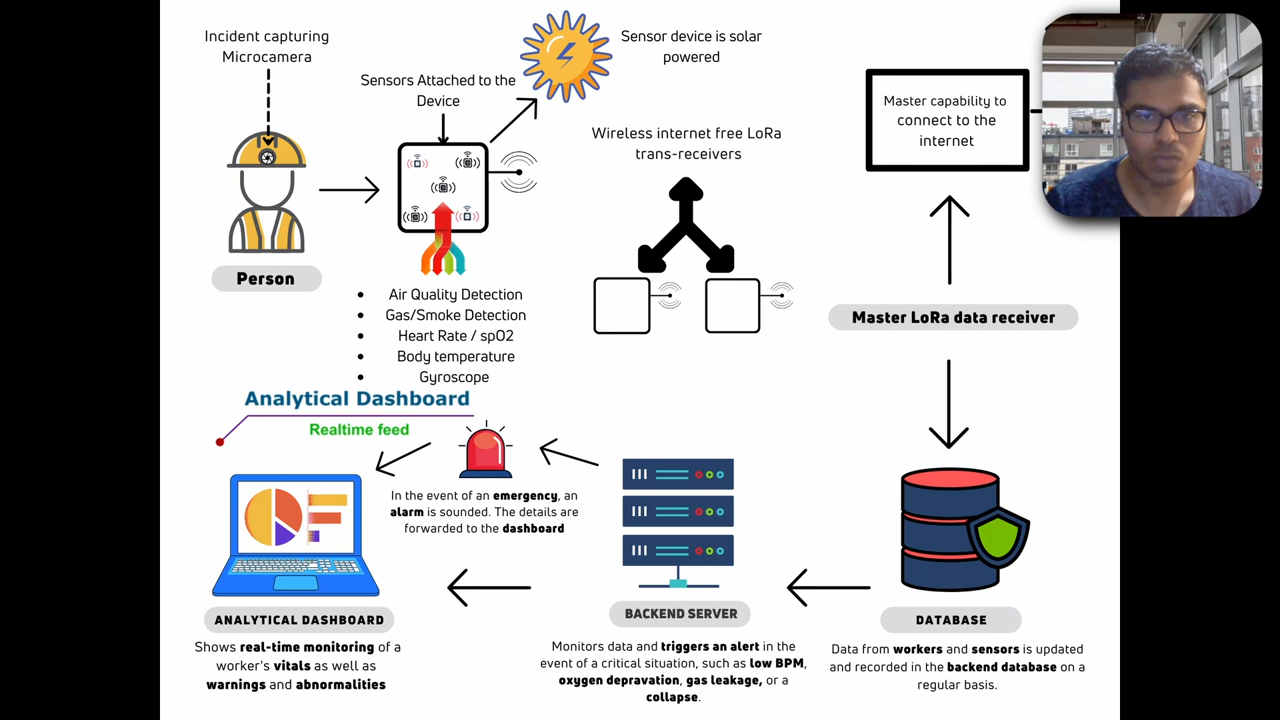 Incident capturing
Microcamera
Sensors Attached to the
Device
Sensor device is solar
powered
Wireless internet free LoRa
trans-receivers
Master capability to
connect to the
internet
Person
• Air Quality Detection
• Gas/Smoke Detection
• Heart Rate / spO2
• Body temperature
• Gyroscope
Master LoRa data receiver
Analytical Dashboard
Realtime feed
In the event of an emergency, an
alarm is sounded. The details are
forwarded to the dashboard
ANALYTICAL DASHBOARD
Shows real-time monitoring of a
worker's vitals as well as
warnings and abnormalities
BACKEND SERVER
Monitors data and triggers an alert in the
event of a critical situation, such as low BPM,
oxygen depravation, gas leakage, or a
collapse.
DATABASE
Data from workers and sensors is updated
and recorded in the backend database on a
regular basis.